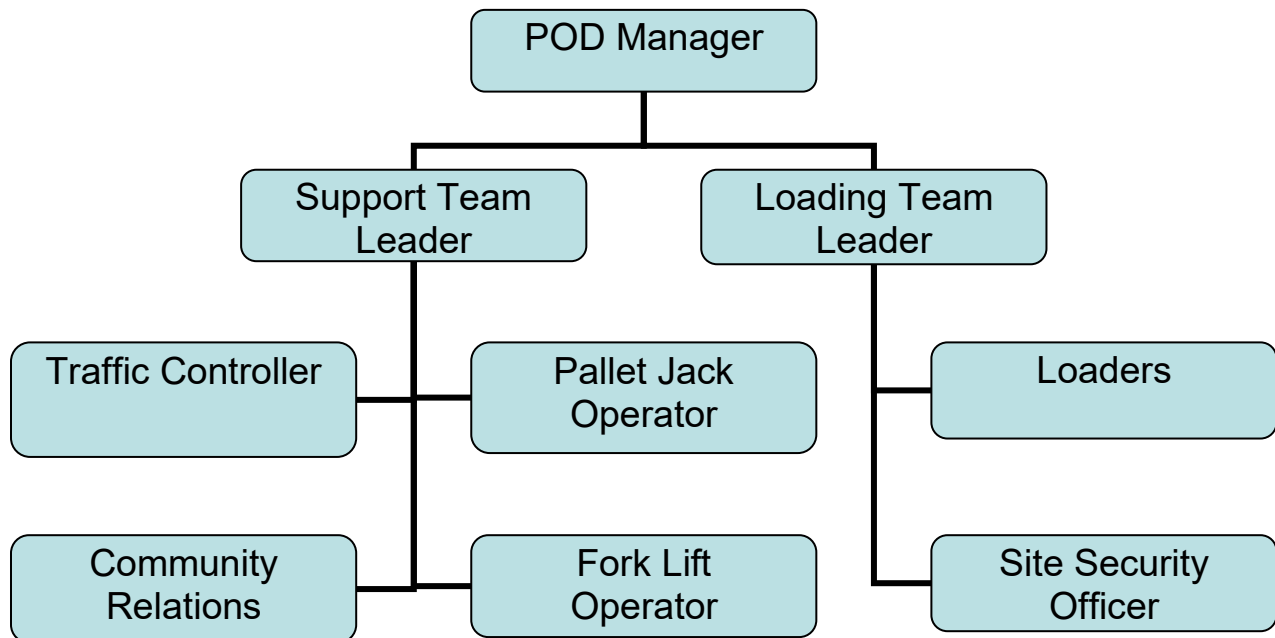 POD Manager
Support Team
Leader
Loading Team
Leader
Traffic Controller
Pallet Jack
Operator
Loaders
Community
Relations
Fork Lift
Operator
Site Security
Officer